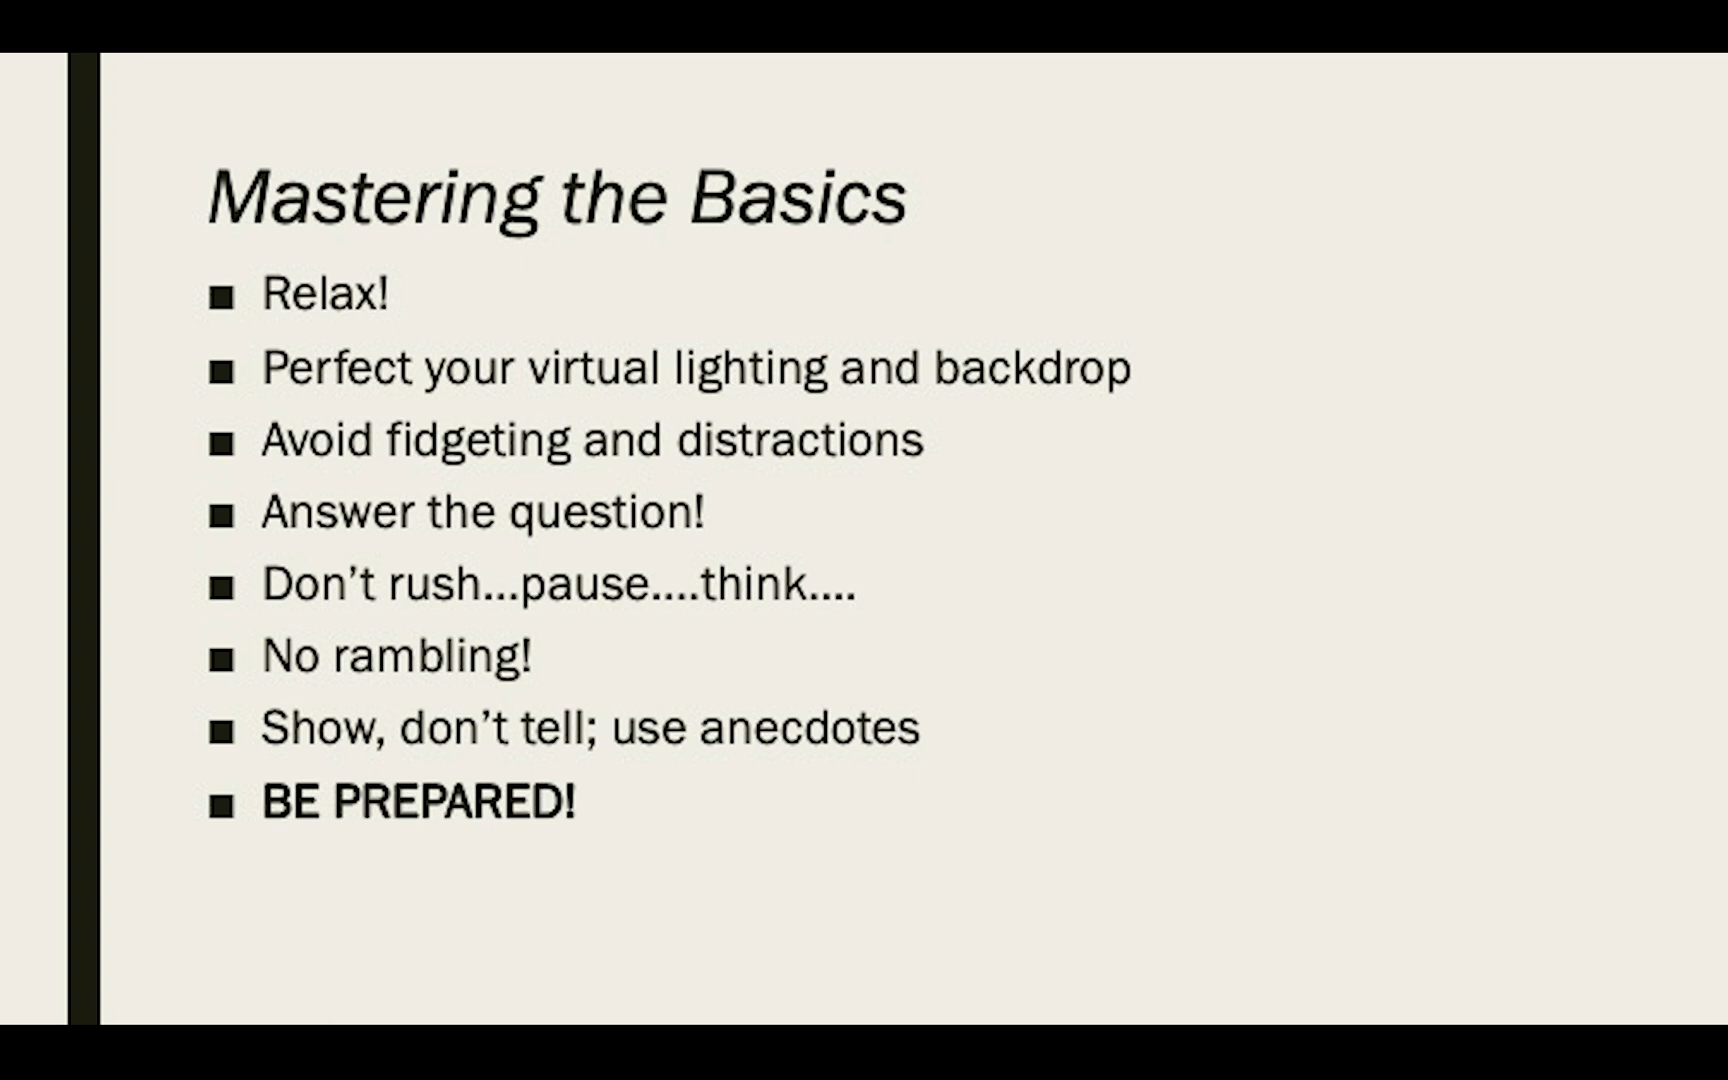 Mastering the Basics
■ Relax!
■ Perfect your virtual lighting and backdrop
■ Avoid fidgeting and distractions
■ Answer the question!
■ Don’t rush...pause....think....
■ No rambling!
■ Show, don’t tell; use anecdotes
■ BE PREPARED!